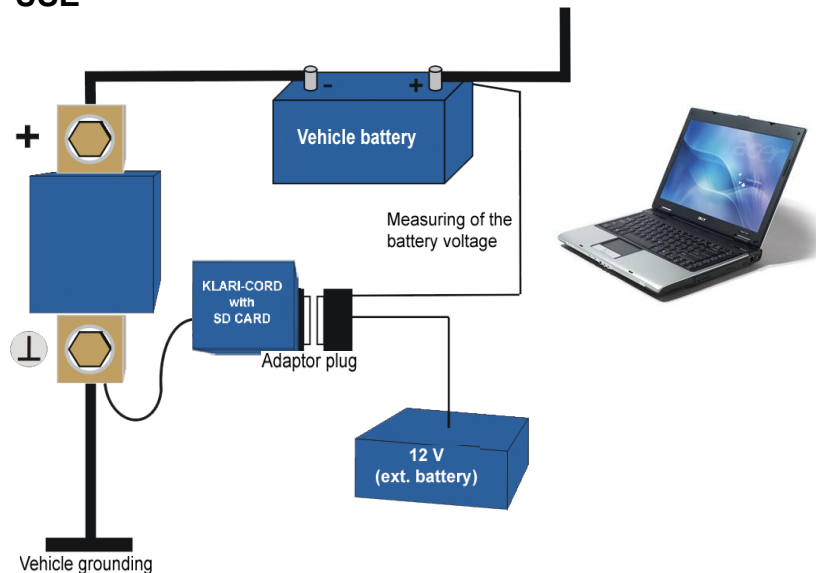 -
+
Vehicle battery
+
Measuring of the
battery voltage
KLARI-CORD
with
SD CARD
Adaptor plug
12 V
(ext. battery)
Vehicle grounding